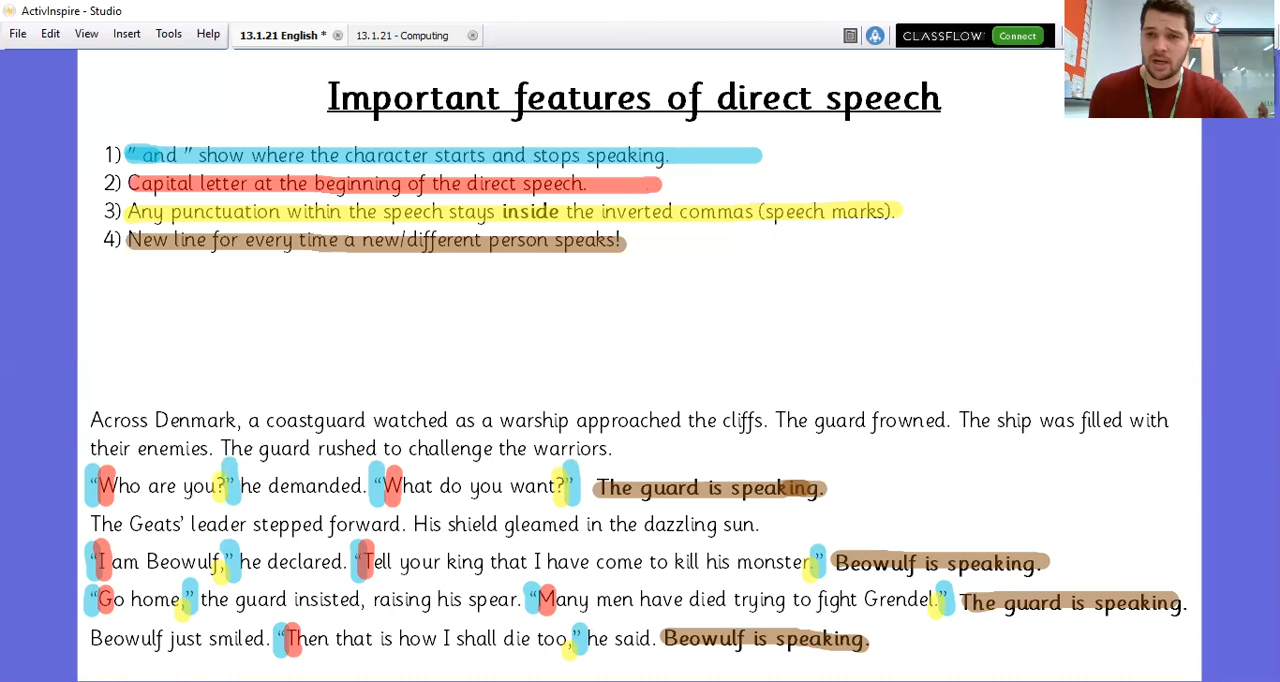 ActivInspire - Studio
File Edit View Insert Tools Help 13.1.21 English * 13.1.21 - Computing CLASSFLOW Connect
Important features of direct speech
1) " and " show where the character starts and stops speaking.
2) Capital letter at the beginning of the direct speech.
3) Any punctuation within the speech stays inside the inverted commas (speech marks).
4) New line for every time a new/different person speaks!
Across Denmark, a coastguard watched as a warship approached the cliffs. The guard frowned. The ship was filled with
their enemies. The guard rushed to challenge the warriors.
“Who are you?” he demanded. “What do you want?” The guard is speaking.
The Geats’ leader stepped forward. His shield gleamed in the dazzling sun.
“I am Beowulf,” he declared. “Tell your king that I have come to kill his monster.” Beowulf is speaking.
“Go home,” the guard insisted, raising his spear. “Many men have died trying to fight Grendel.” The guard is speaking.
Beowulf just smiled. “Then that is how I shall die too,” he said. Beowulf is speaking.